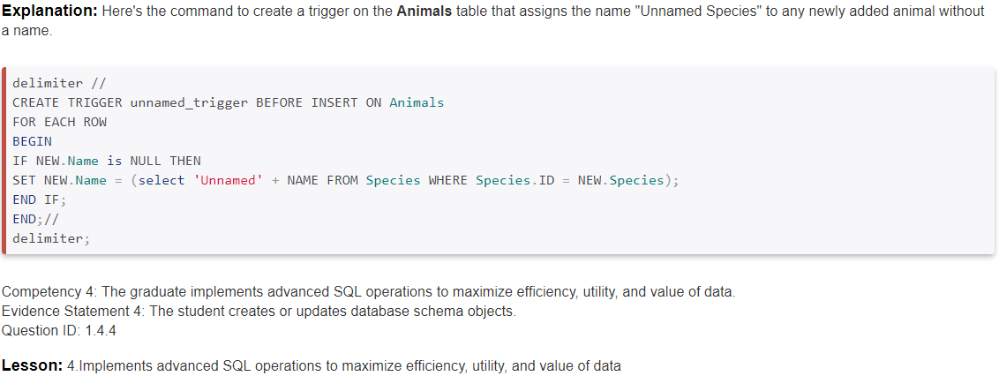 Explanation: Here's the command to create a trigger on the Animals table that assigns the name "Unnamed Species" to any newly added animal without
a name.
delimiter //
CREATE TRIGGER unnamed_trigger BEFORE INSERT ON Animals
FOR EACH ROW
BEGIN
IF NEW.Name is NULL THEN
SET NEW.Name = (select 'Unnamed' + NAME FROM Species WHERE Species.ID = NEW.Species);
END IF;
END;//
delimiter;
Competency 4: The graduate implements advanced SQL operations to maximize efficiency, utility, and value of data.
Evidence Statement 4: The student creates or updates database schema objects.
Question ID: 1.4.4
Lesson: 4.Implements advanced SQL operations to maximize efficiency, utility, and value of data